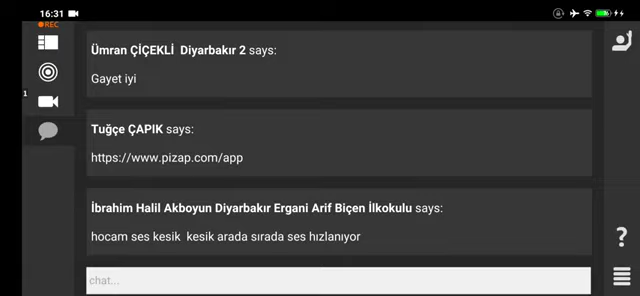 16:31
REC
Ümran ÇİÇEKLİ Diyarbakır 2 says:
Gayet iyi
1
Tuğçe ÇAPIK says:
https://www.pizap.com/app
İbrahim Halil Akboyun Diyarbakır Ergani Arif Biçen İlkokulu says:
hocam ses kesik kesik arada sırada ses hızlanıyor
?
chat...